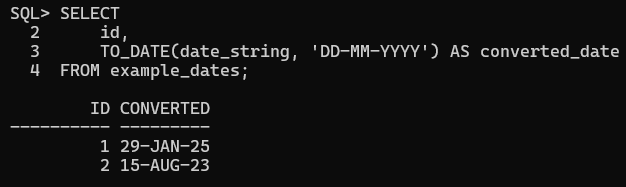 SQL> SELECT
  2      id,
  3      TO_DATE(date_string, 'DD-MM-YYYY') AS converted_date
  4  FROM example_dates;
        ID CONVERTED
---------- ---------
         1 29-JAN-25
         2 15-AUG-23